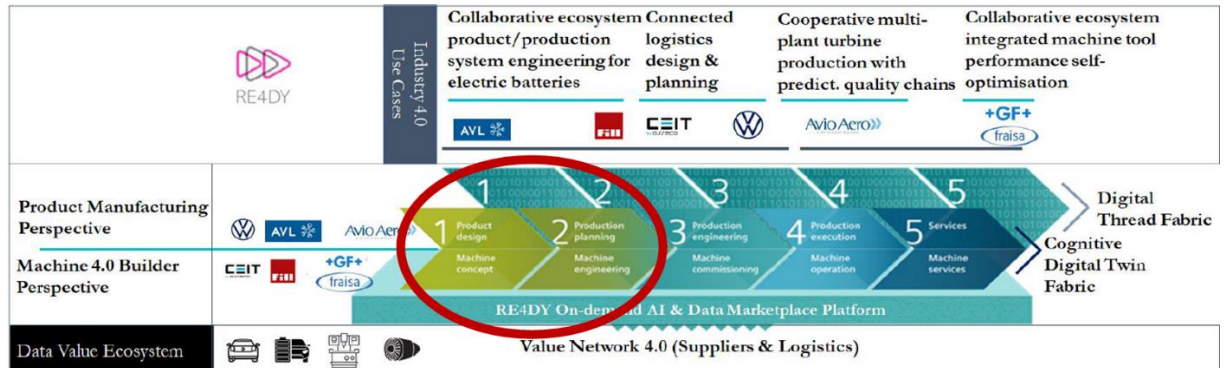 Collaborative ecosystem
product/production
system engineering for
electric batteries
Connected
logistics
design &
planning
Cooperative multi-
plant turbine
production with
predict. quality chains
Collaborative ecosystem
integrated machine tool
performance self-
optimisation
Industry 4.0
Use Cases
RE4DY
AVL
Fill
CEIT
Avio Aero
+GF+
fraisa
1 2 3 4 5
Product Manufacturing
Perspective
AVL
Avio Aero
Machine 4.0 Builder
Perspective
CEIT
Fill
+GF+
fraisa
1 Product
design
Machine
concept
2 Production
planning
Machine
engineering
3 Production
engineering
Machine
commissioning
4 Production
execution
Machine
operation
5 Services
Machine
services
Digital
Thread Fabric
Cognitive
Digital Twin
Fabric
RE4DY On-demand AI & Data Marketplace Platform
Data Value Ecosystem
Value Network 4.0 (Suppliers & Logistics)